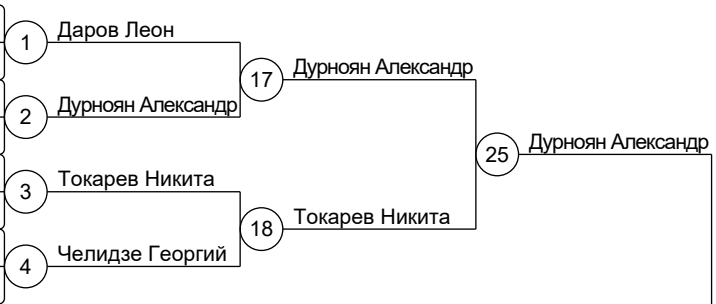 1 Даров Леон
17 Дурноян Александр
2 Дурноян Александр
25 Дурноян Александр
3 Токарев Никита
18 Токарев Никита
4 Челидзе Георгий